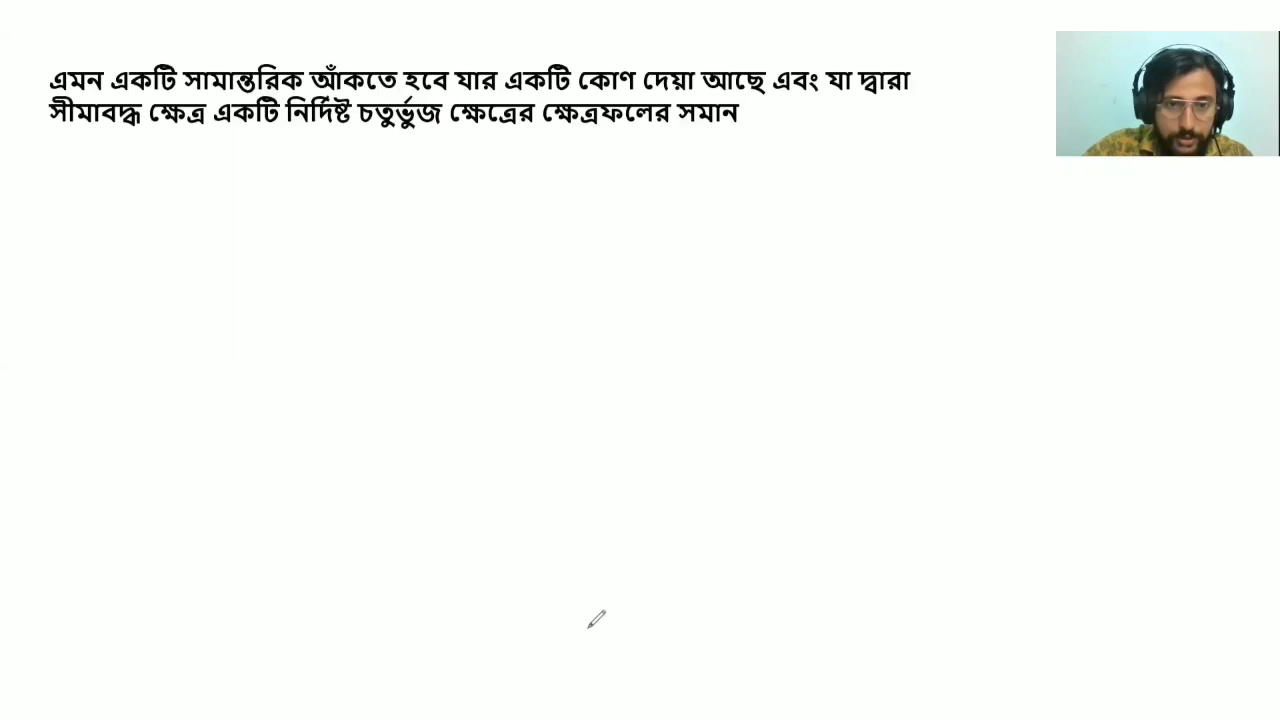 এমন একটি সামান্তরিক আঁকতে হবে যার একটি কোণ দেয়া আছে এবং যা দ্বারা
সীমাবদ্ধ ক্ষেত্র একটি নির্দিষ্ট চতুর্ভুজ ক্ষেত্রের ক্ষেত্রফলের সমান